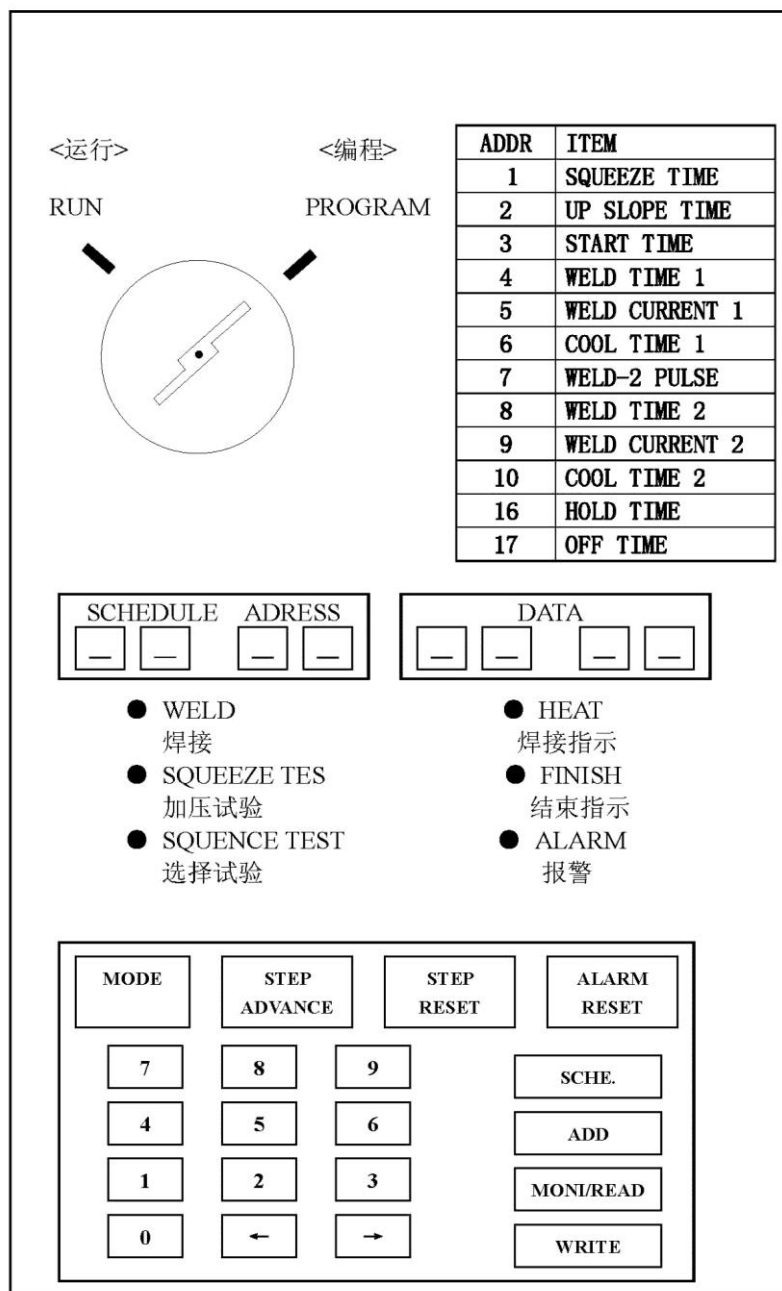 <运行> <编程>
RUN PROGRAM
ADDR ITEM
1 SQUEEZE TIME
2 UP SLOPE TIME
3 START TIME
4 WELD TIME 1
5 WELD CURRENT 1
6 COOL TIME 1
7 WELD-2 PULSE
8 WELD TIME 2
9 WELD CURRENT 2
10 COOL TIME 2
16 HOLD TIME
17 OFF TIME
SCHEDULE ADRESS
_ _ _ _
DATA
_ _ _ _
● WELD
焊接
● SQUEEZE TES
加压试验
● SQUENCE TEST
选择试验
● HEAT
焊接指示
● FINISH
结束指示
● ALARM
报警
MODE
STEP
ADVANCE
STEP
RESET
ALARM
RESET
7 8 9
4 5 6
1 2 3
0 ← →
SCHE.
ADD
MONI/READ
WRITE